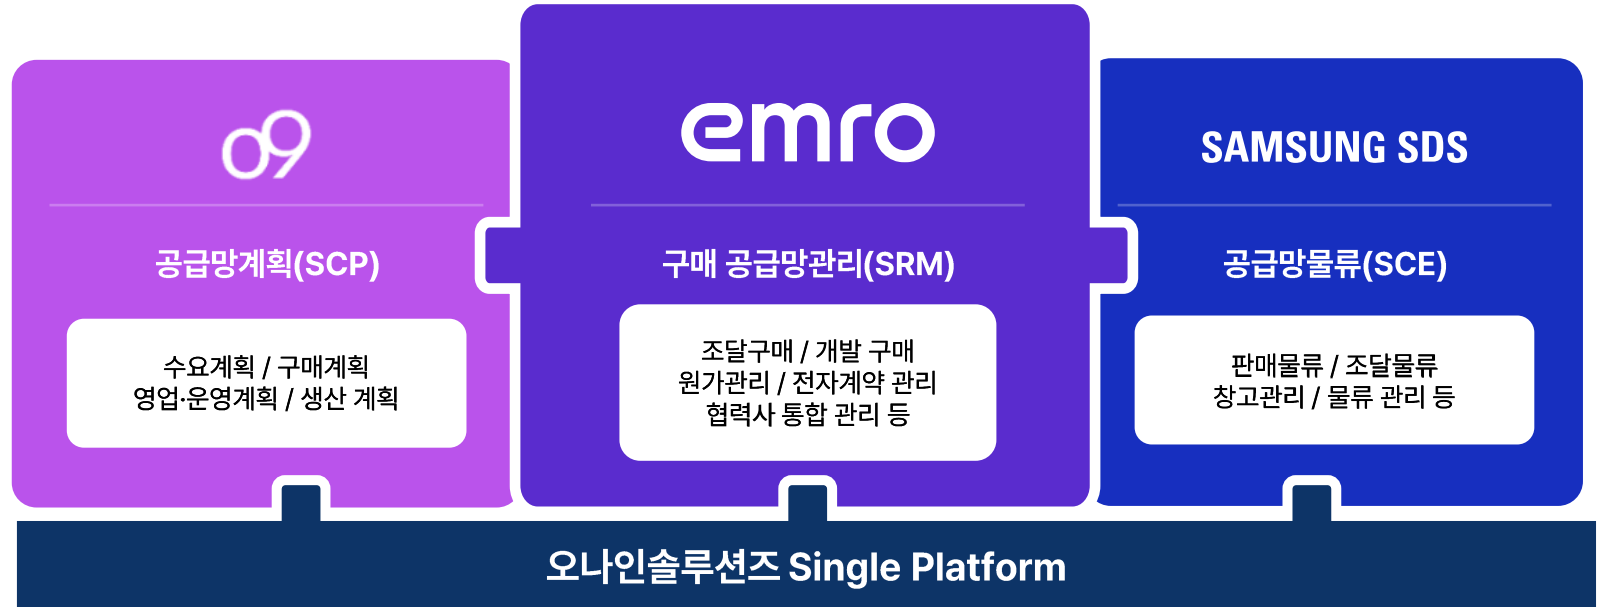 o9
공급망계획(SCP)
수요계획 / 구매계획
영업·운영계획 / 생산 계획
emro
구매 공급망관리(SRM)
조달구매 / 개발 구매
원가관리 / 전자계약 관리
협력사 통합 관리 등
SAMSUNG SDS
공급망물류(SCE)
판매물류 / 조달물류
창고관리 / 물류 관리 등
오나인솔루션즈 Single Platform